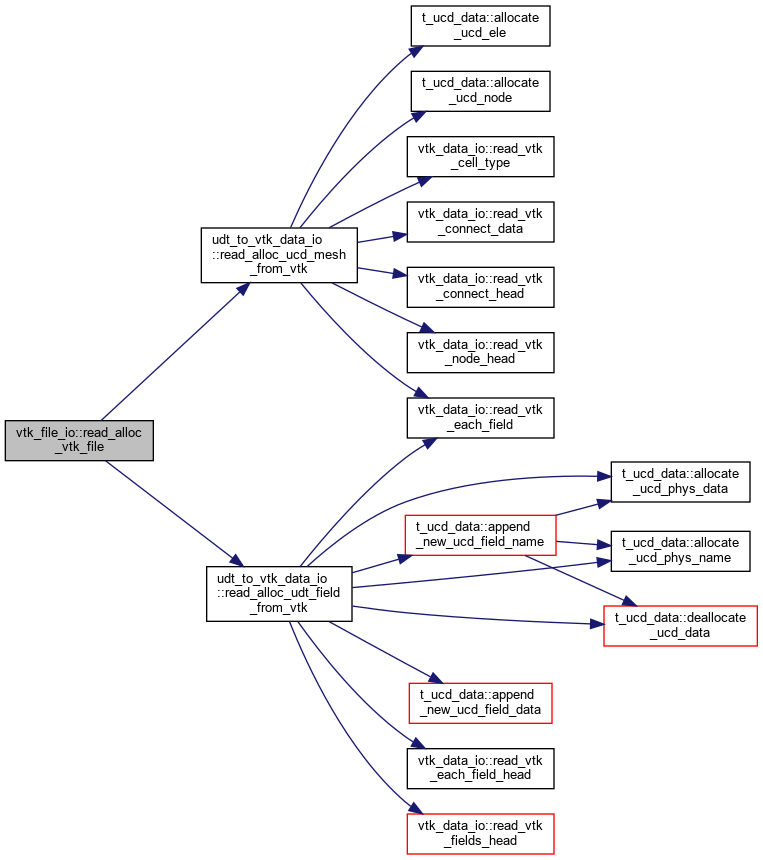 t_ucd_data::allocate
_ucd_ele
t_ucd_data::allocate
_ucd_node
vtk_data_io::read_vtk
_cell_type
vtk_data_io::read_vtk
_connect_data
udt_to_vtk_data_io
::read_alloc_ucd_mesh
_from_vtk
vtk_data_io::read_vtk
_connect_head
vtk_data_io::read_vtk
_node_head
vtk_data_io::read_vtk
_each_field
vtk_file_io::read_alloc
_vtk_file
t_ucd_data::allocate
_ucd_phys_data
t_ucd_data::append
_new_ucd_field_name
t_ucd_data::allocate
_ucd_phys_name
udt_to_vtk_data_io
::read_alloc_udt_field
_from_vtk
t_ucd_data::deallocate
_ucd_data
t_ucd_data::append
_new_ucd_field_data
vtk_data_io::read_vtk
_each_field_head
vtk_data_io::read_vtk
_fields_head